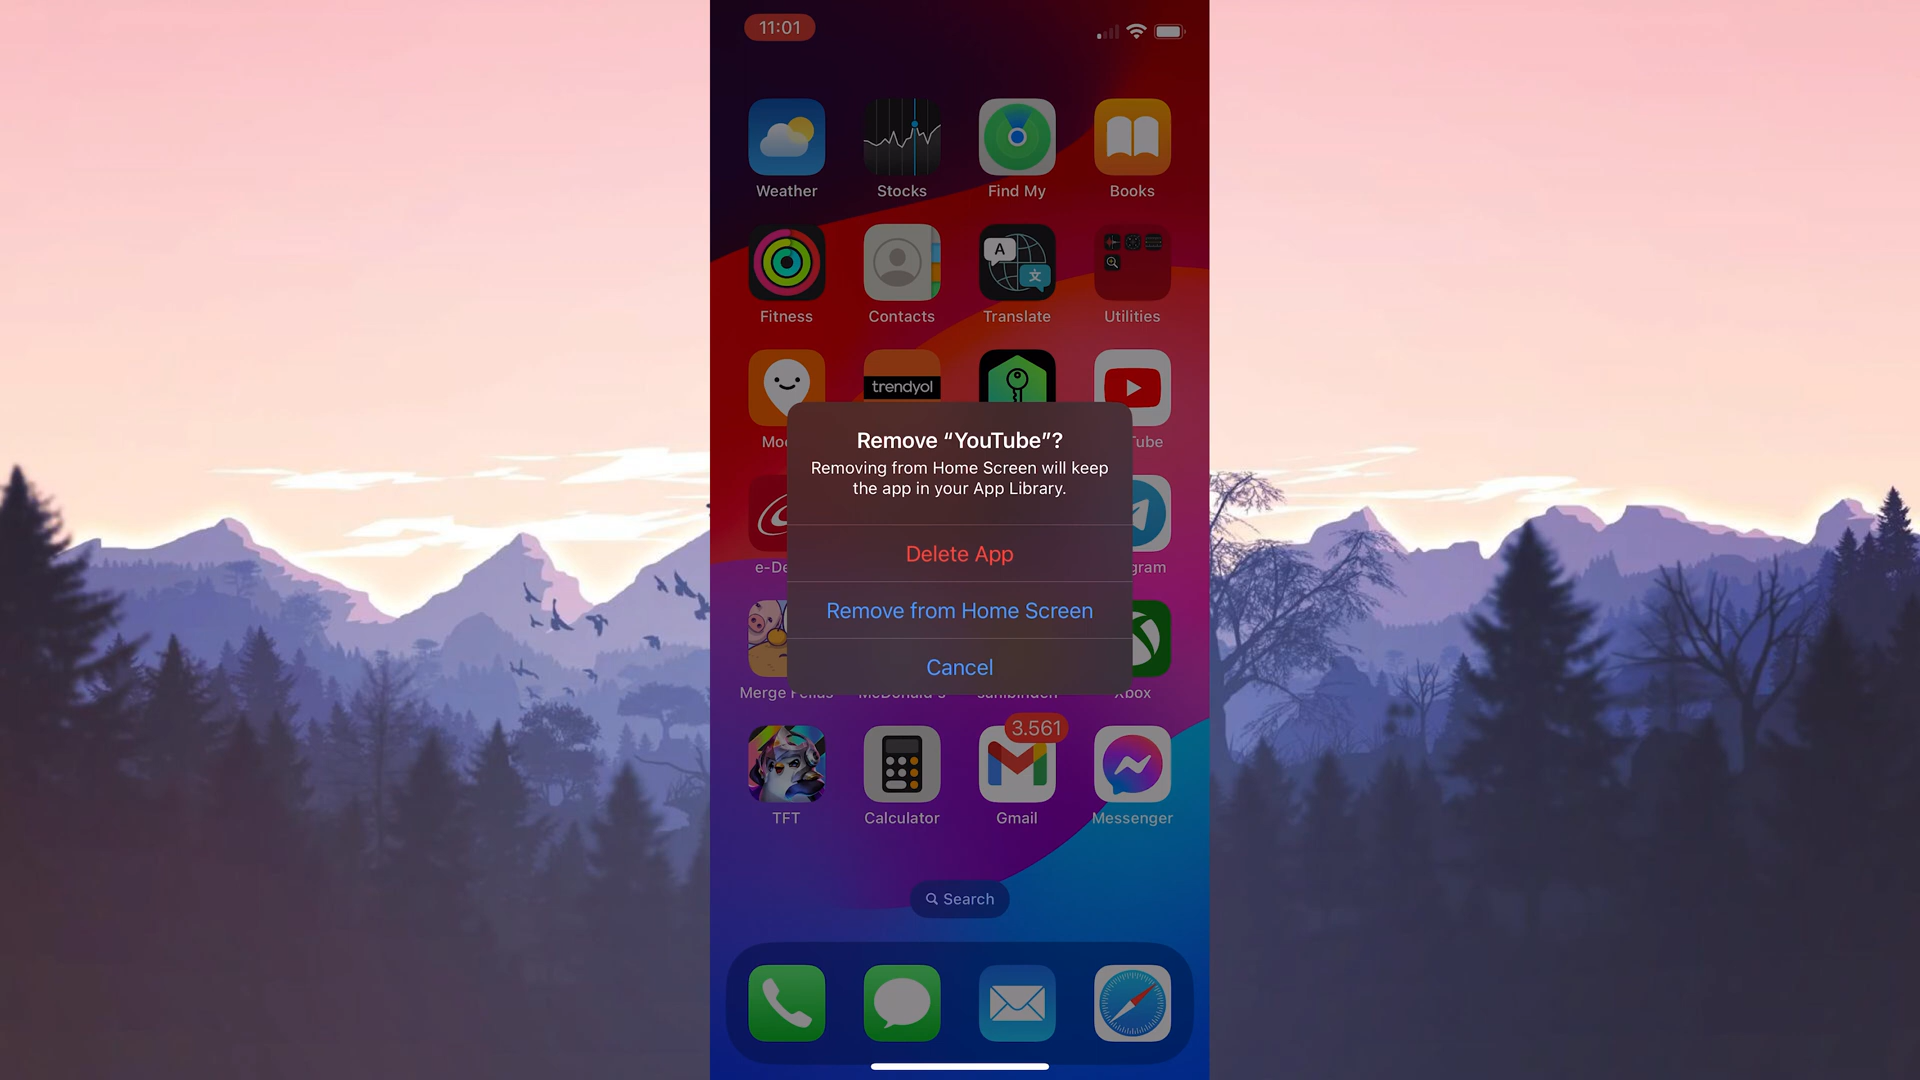 11:01
Weather Stocks Find My Books
Fitness Contacts Translate Utilities
trendyol
Remove “YouTube”?
Removing from Home Screen will keep
the app in your App Library.
Delete App
Remove from Home Screen
Cancel
Merge
Xbox
3.561
TFT Calculator Gmail Messenger
Search